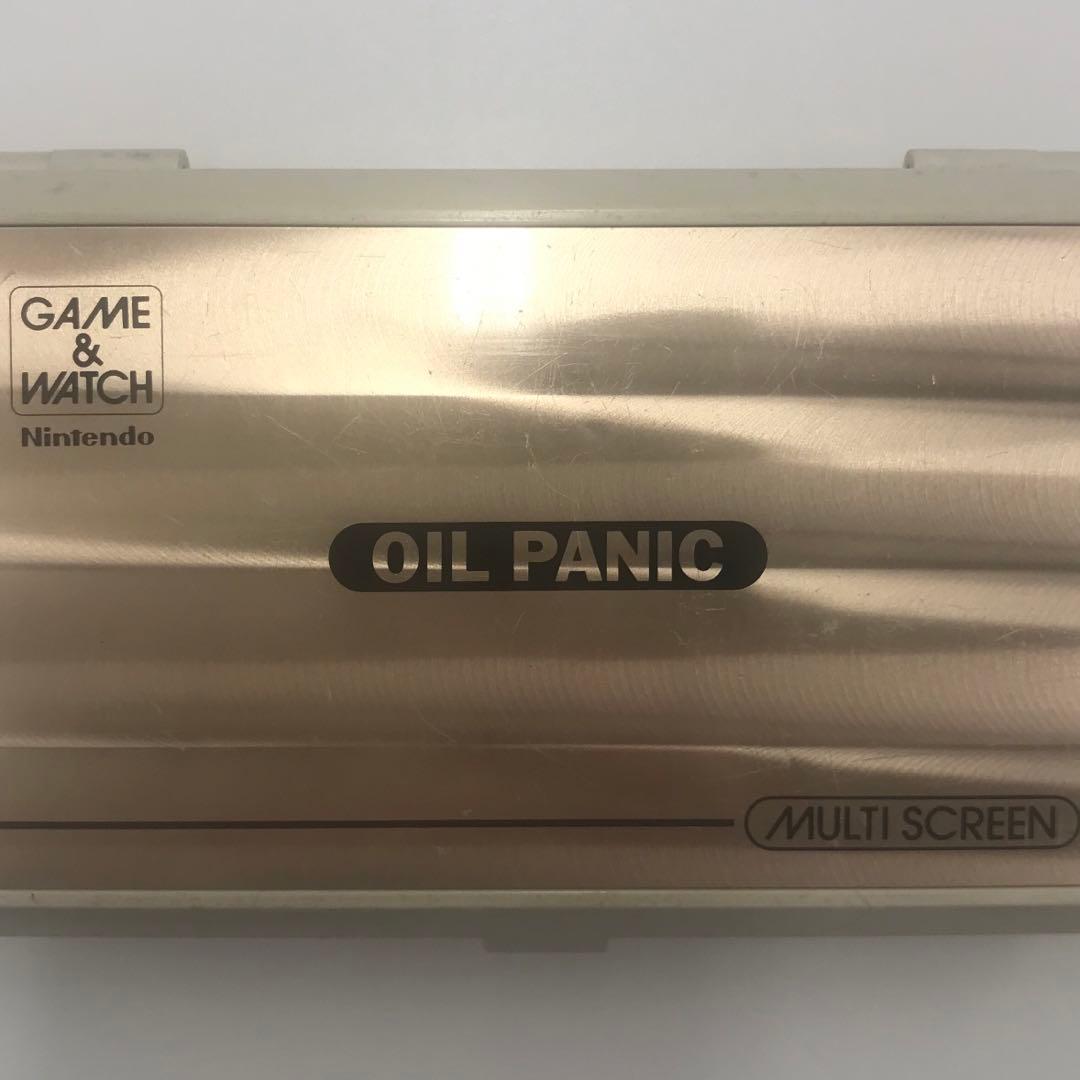 GAME
&
WATCH
Nintendo
OIL PANIC
MULTI SCREEN